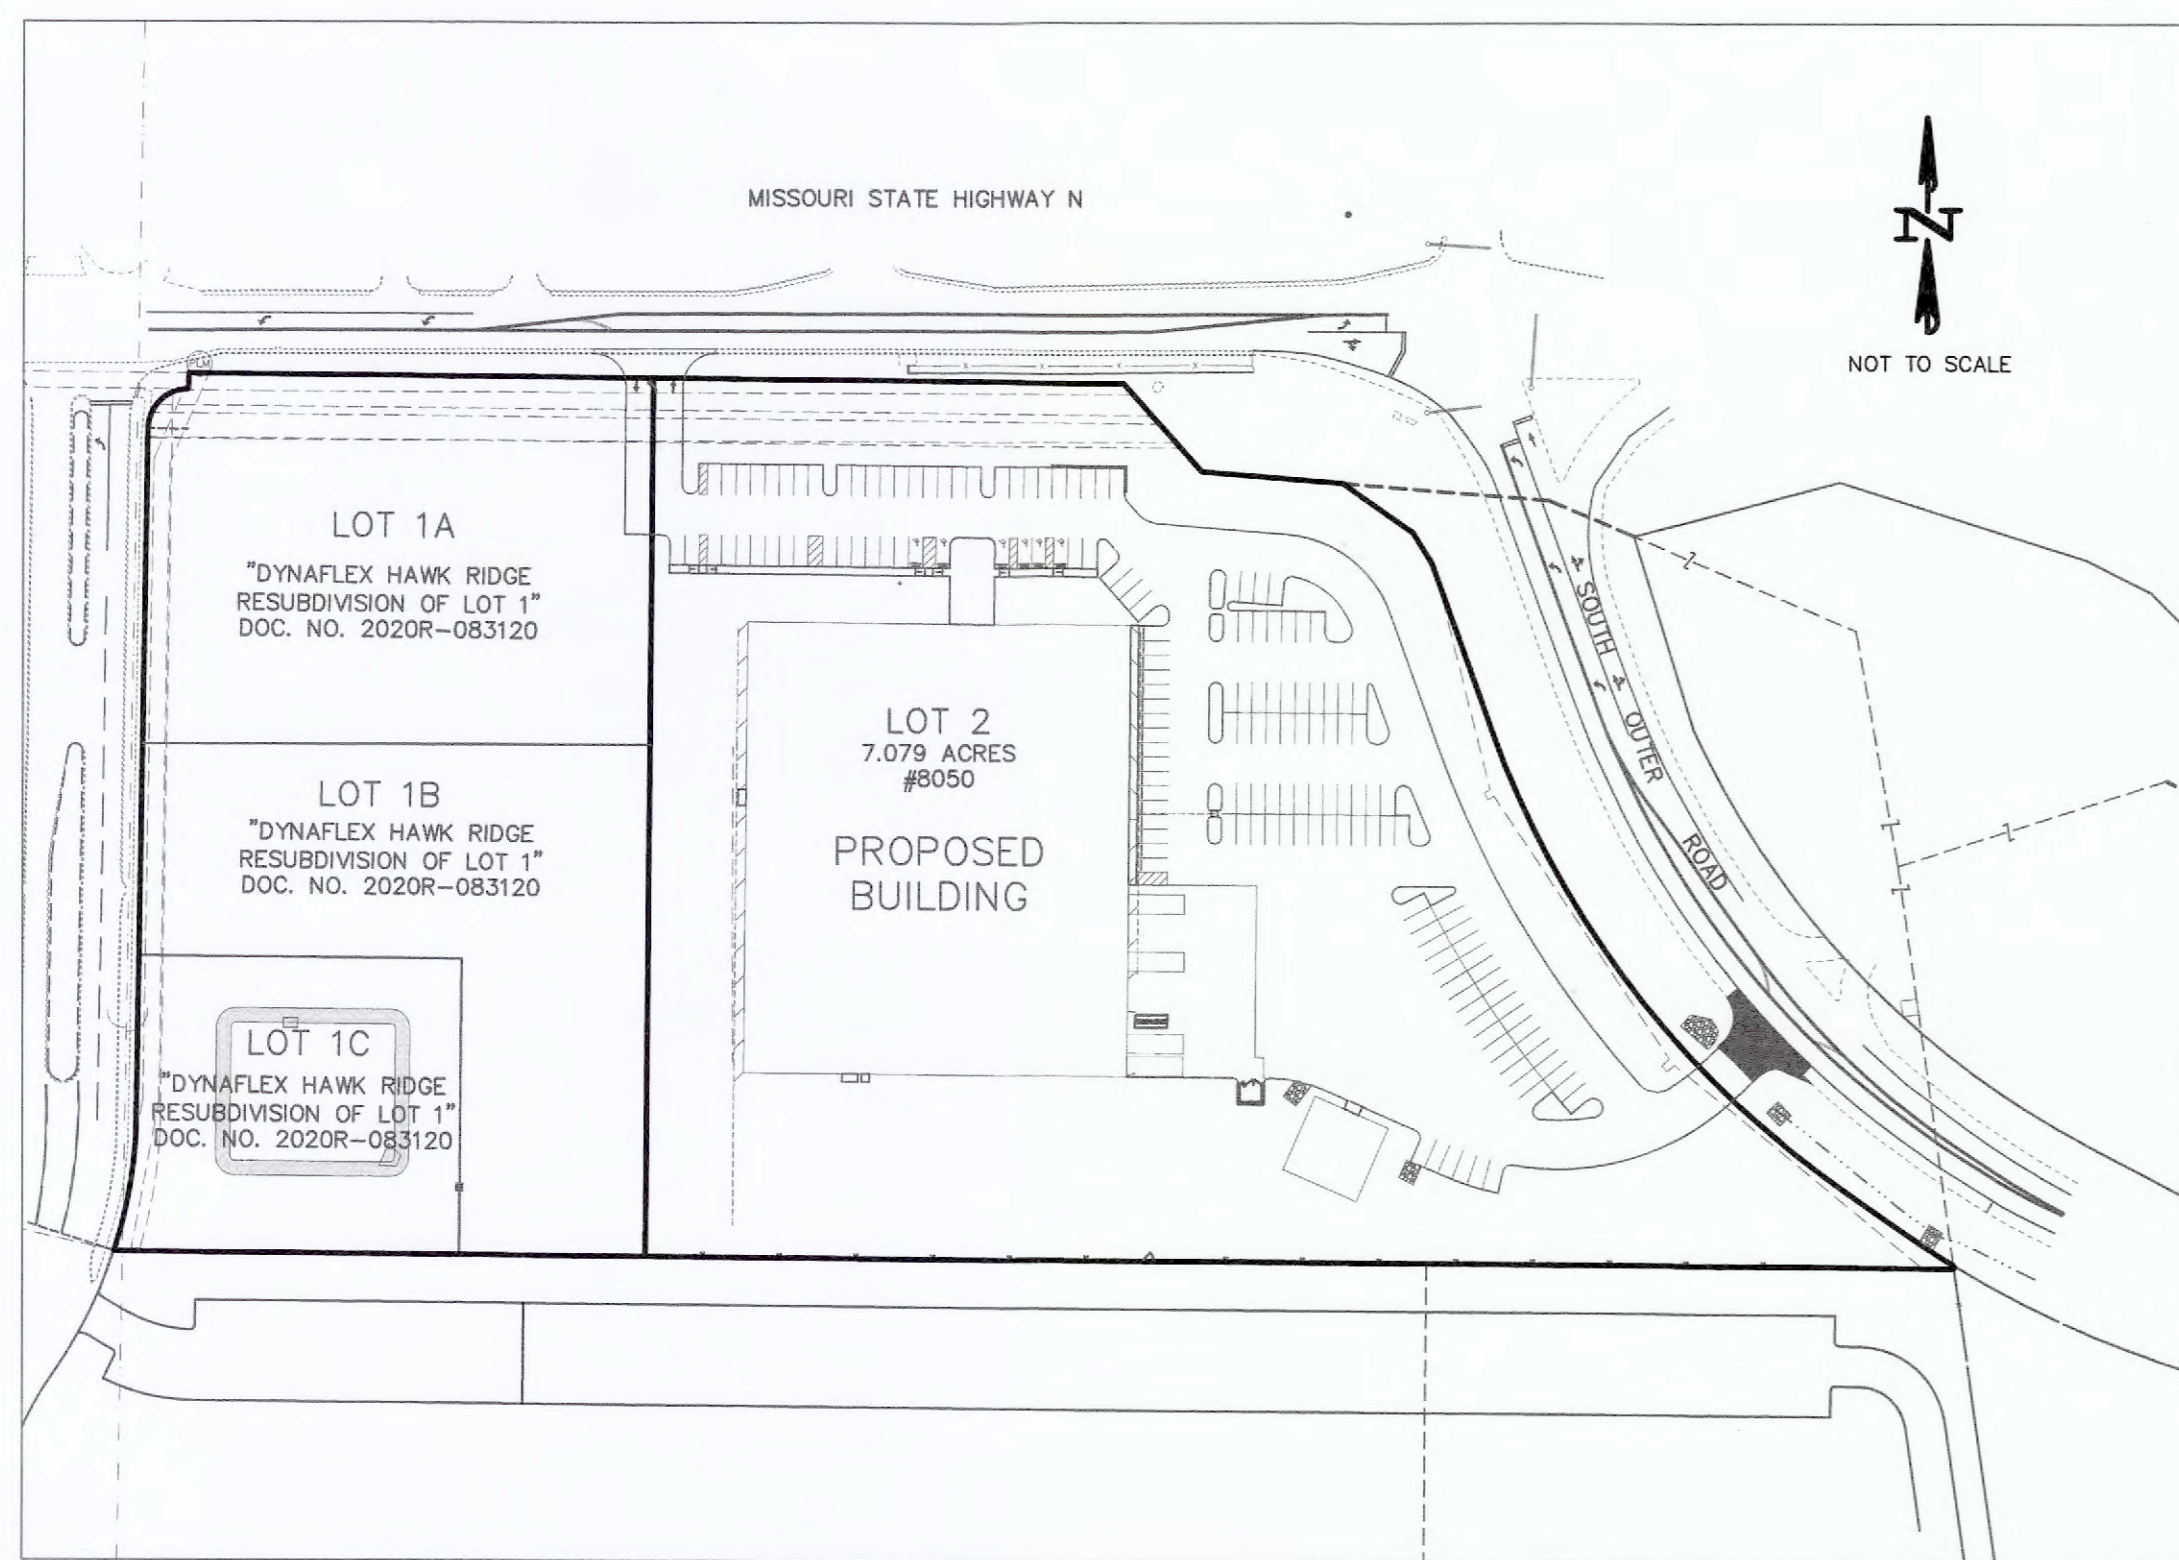 MISSOURI STATE HIGHWAY N
N
NOT TO SCALE
PLM
LOT 1A
"DYNAFLEX HAWK RIDGE
RESUBDIVISION OF LOT 1"
DOC. NO. 2020R-083120
LOT 1B
"DYNAFLEX HAWK RIDGE
RESUBDIVISION OF LOT 1"
DOC. NO. 2020R-083120
LOT 1C
"DYNAFLEX HAWK RIDGE
RESUBDIVISION OF LOT 1"
DOC. NO. 2020R-083120
LOT 2
7.079 ACRES
#8050
PROPOSED
BUILDING
SOUTH OUTER ROAD